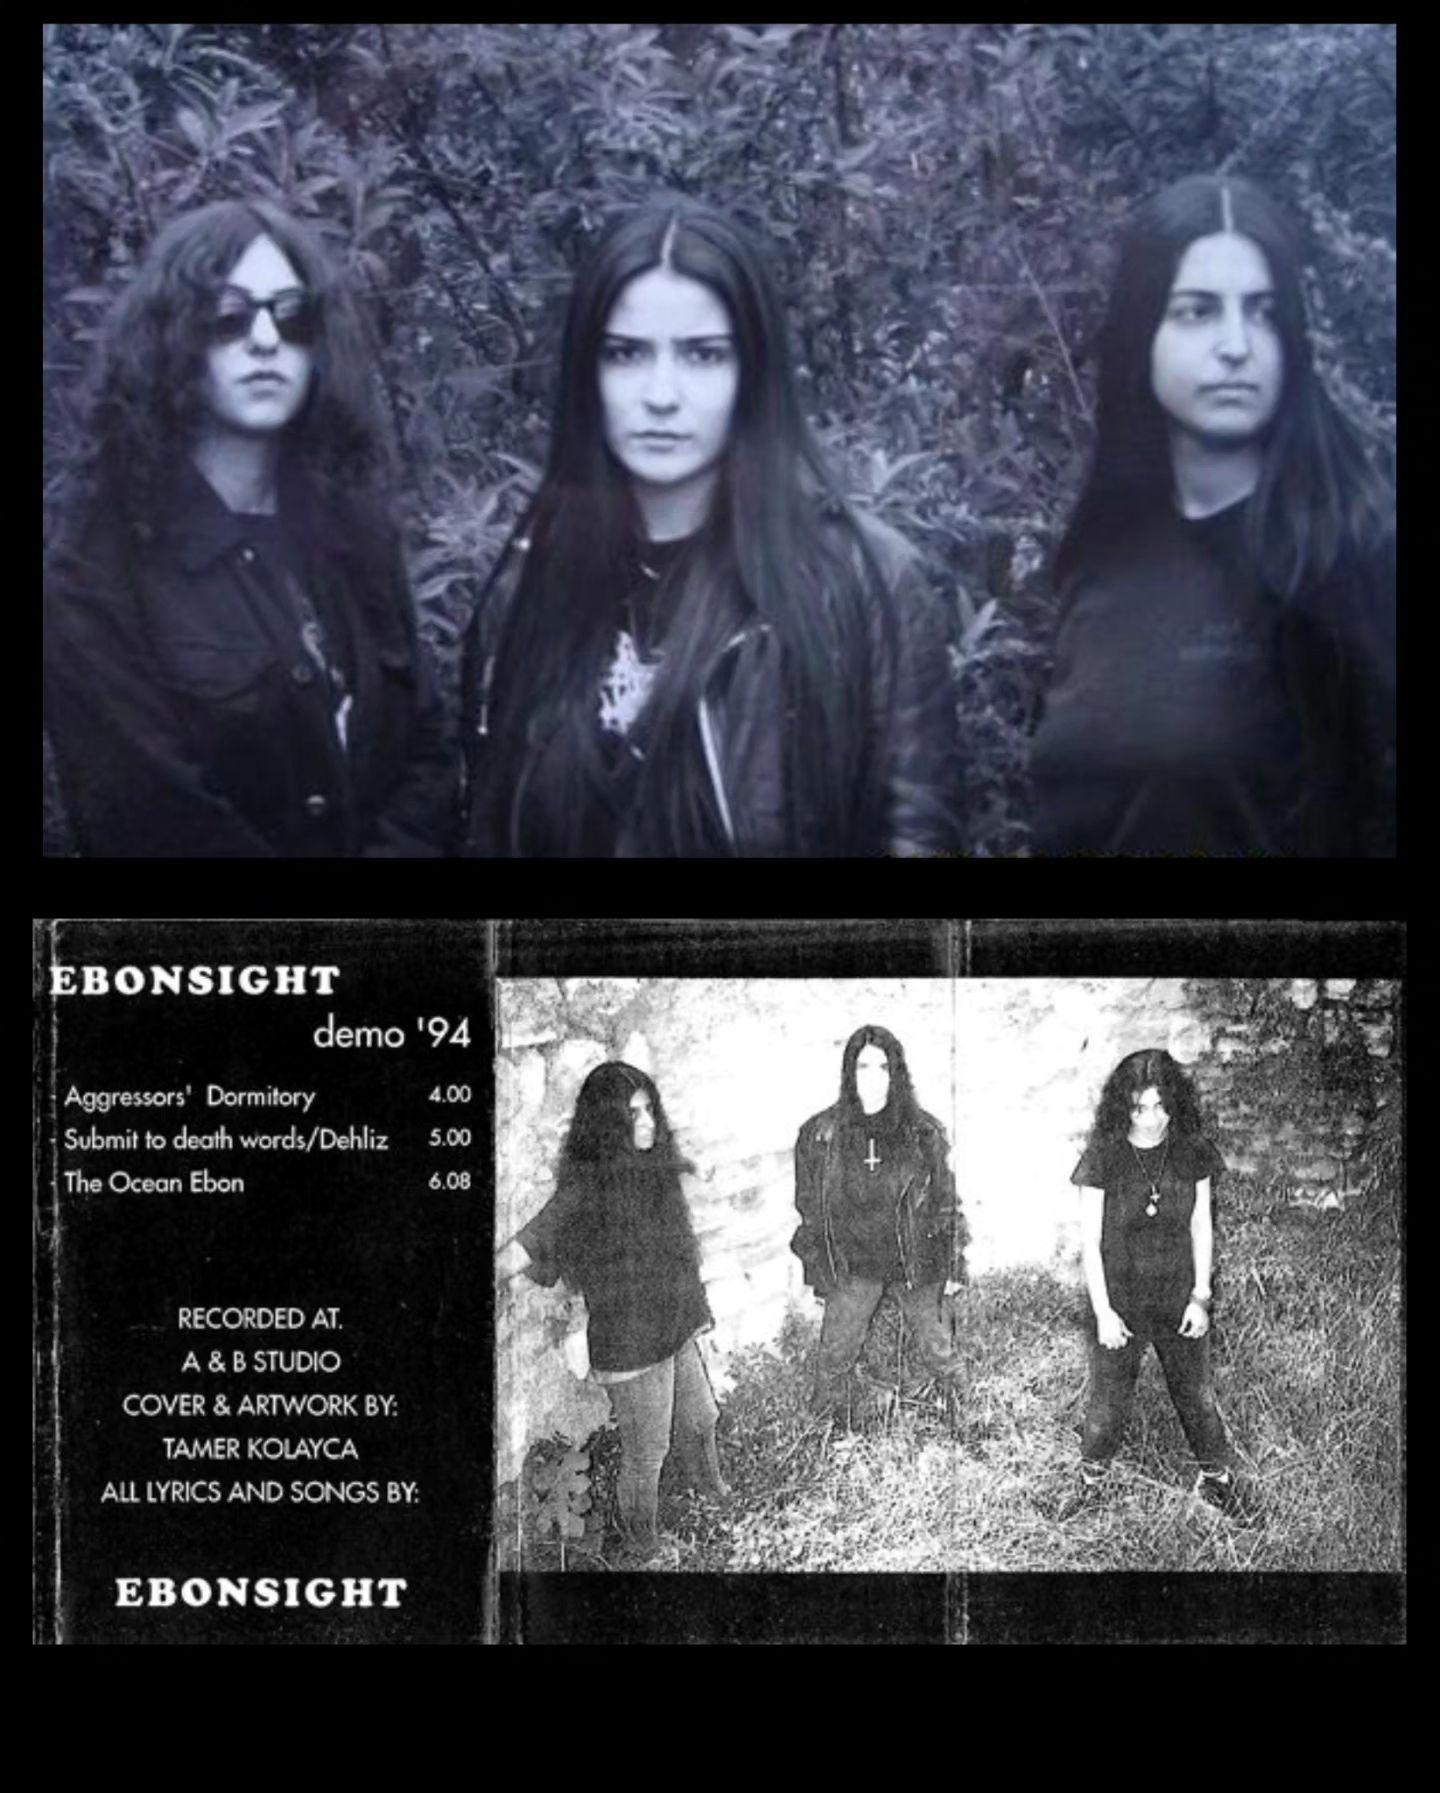 EBONSIGHT
demo '94
Aggressors' Dormitory 4.00
Submit to death words/Dehliz 5.00
The Ocean Ebon 6.08
RECORDED AT.
A & B STUDIO
COVER & ARTWORK BY:
TAMER KOLAYCA
ALL LYRICS AND SONGS BY:
EBONSIGHT